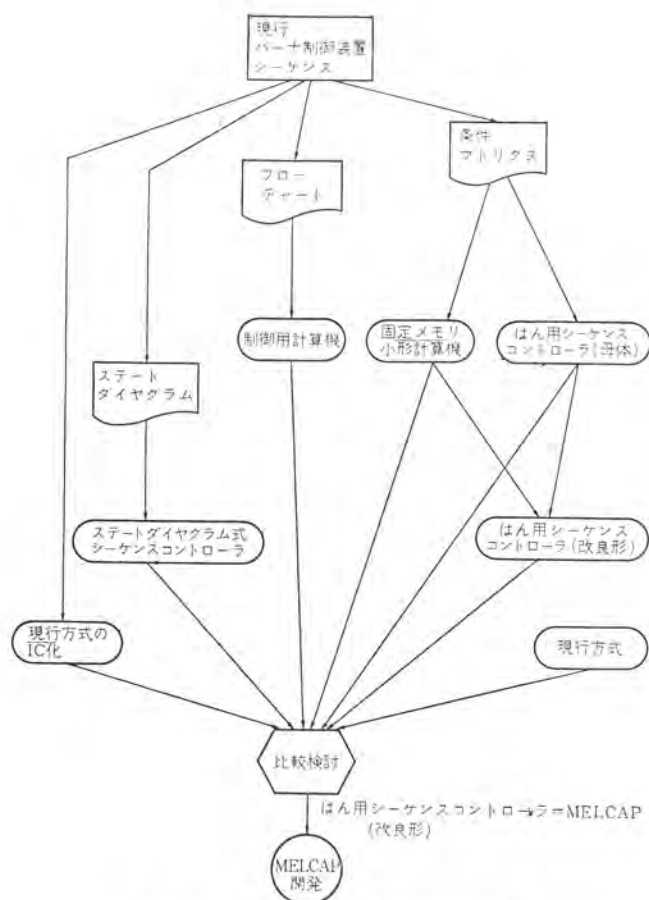 現行
バーナ制御装置
シーケンス
条件
マトリクス
フロー
チャート
制御用計算機
固定メモリ
小形計算機
はん用シーケンス
コントローラ(母体)
ステート
ダイヤグラム
ステートダイヤグラム式
シーケンスコントローラ
はん用シーケンス
コントローラ(改良形)
現行方式の
IC化
現行方式
比較検討
はん用シーケンスコントローラ=MELCAP
(改良形)
MELCAP
開発